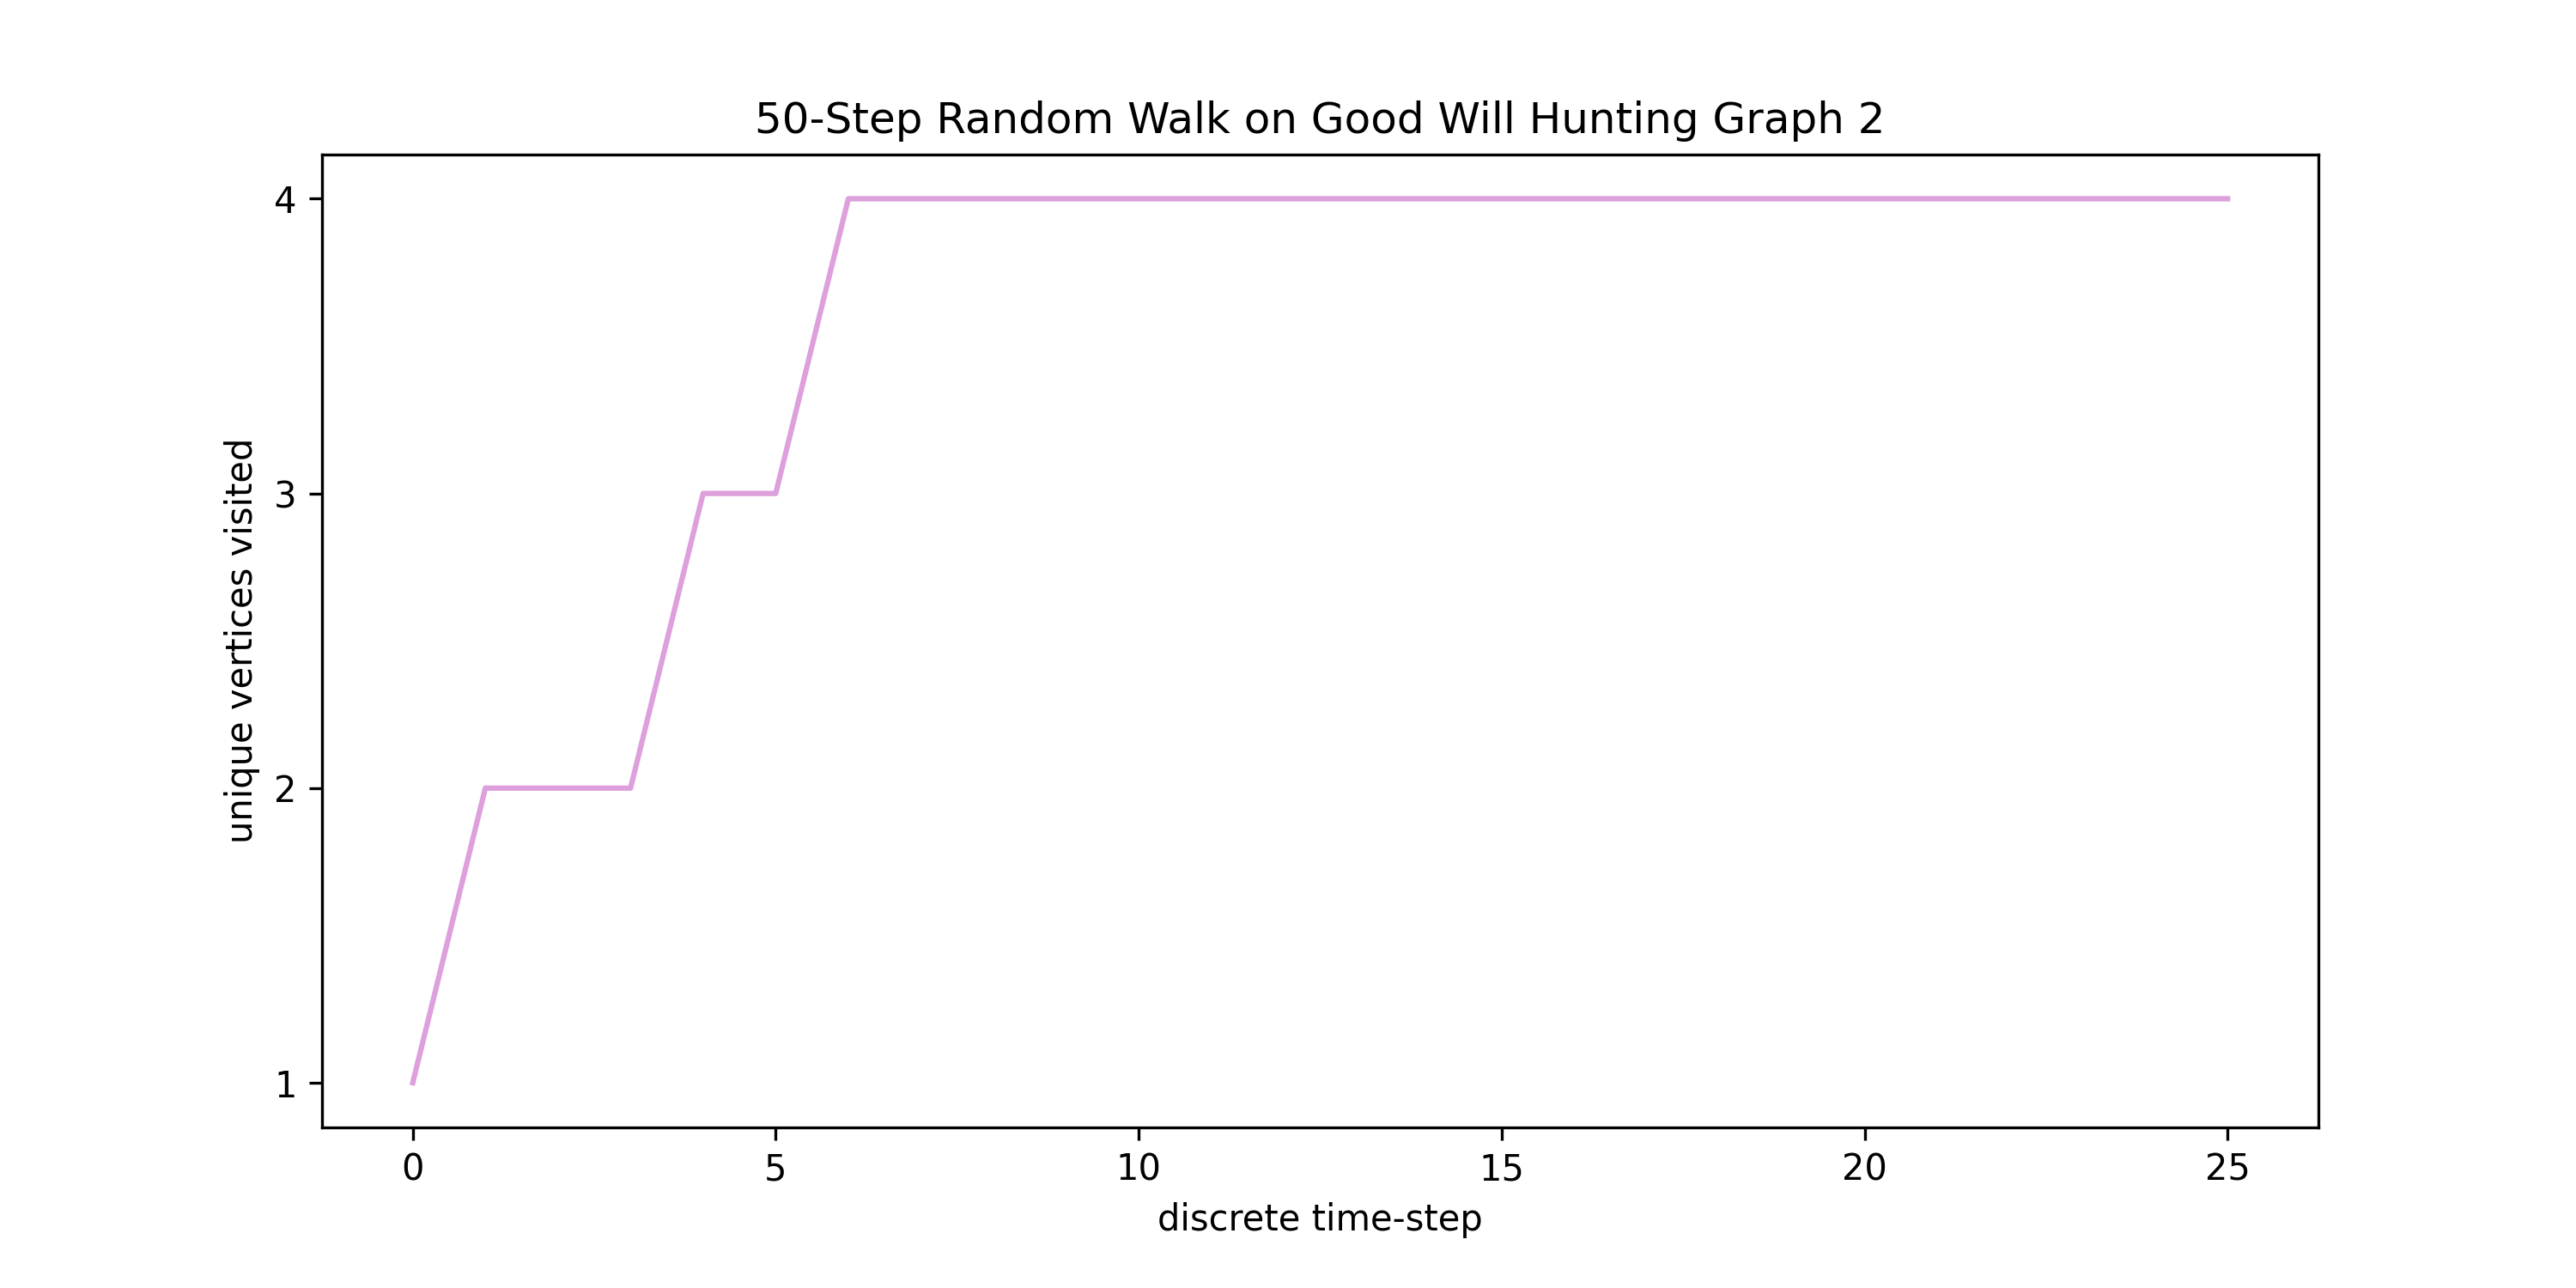 50-Step Random Walk on Good Will Hunting Graph 2
unique vertices visited
4
3
2
1
0 5 10 15 20 25
discrete time-step